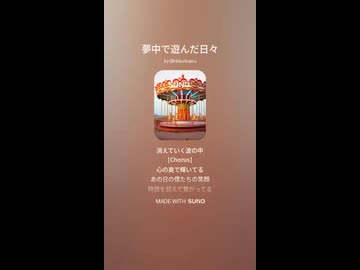 夢中で遊んだ日々
消えていく波の中
[Chorus]
心の奥で輝いてる
あの日の僕たちの笑顔
時間を超えて繋がってる
MADE WITH SUNO